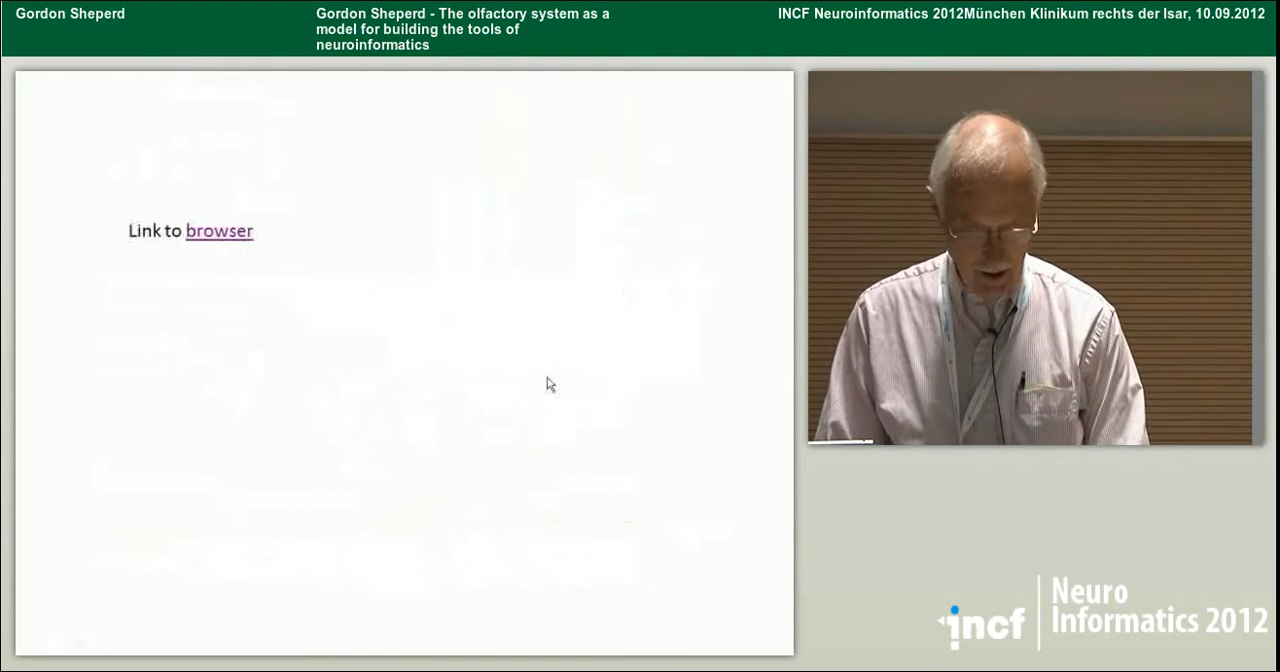 Gordon Sheperd
Gordon Sheperd - The olfactory system as a
model for building the tools of
neuroinformatics
INCF Neuroinformatics 2012München Klinikum rechts der Isar, 10.09.2012
Link to browser
incf
Neuro
Informatics 2012